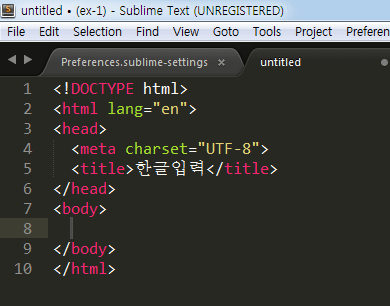 untitled • (ex-1) - Sublime Text (UNREGISTERED)
File Edit Selection Find View Goto Tools Project Preferen
Preferences.sublime-settings × untitled
1 <!DOCTYPE html>
2 <html lang="en">
3 <head>
4 <meta charset="UTF-8">
5 <title>한글입력</title>
6 </head>
7 <body>
8
9 </body>
10 </html>